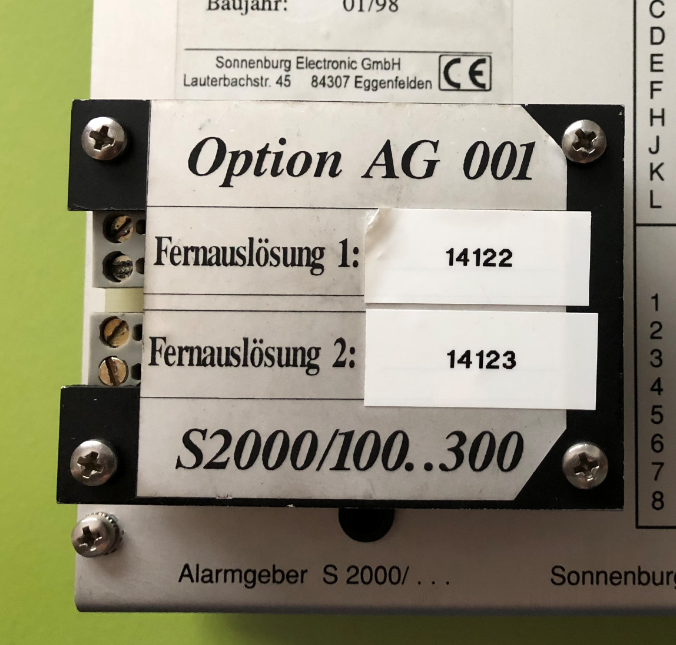 Baujahr: 01/98
Sonnenburg Electronic GmbH
Lauterbachstr. 45 84307 Eggenfelden
CE
Option AG 001
Fernauslösung 1: 14122
Fernauslösung 2: 14123
S2000/100..300
Alarmgeber S 2000/ . . .
Sonnenburg
C
D
E
F
H
J
K
L
1
2
3
4
5
6
7
8